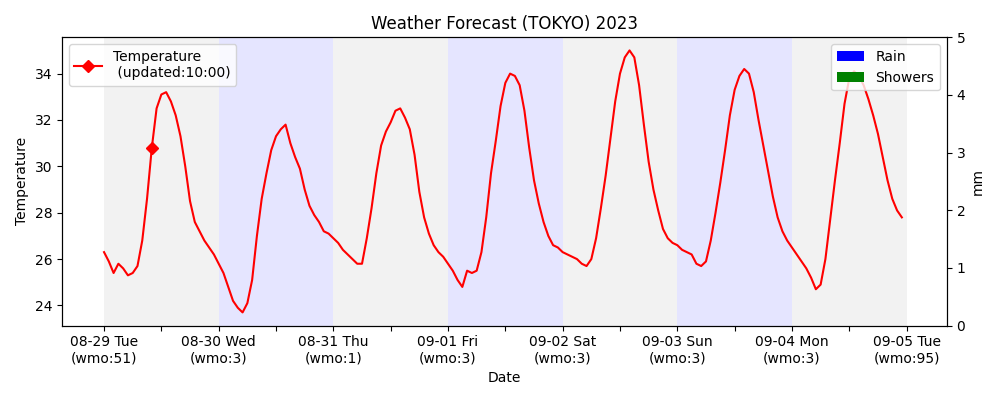 Weather Forecast (TOKYO) 2023
Temperature
(updated:10:00)
Rain
Showers
Temperature
34
32
30
28
26
24
5
4
3
2
1
0
mm
08-29 Tue 08-30 Wed 08-31 Thu 09-01 Fri 09-02 Sat 09-03 Sun 09-04 Mon 09-05 Tue
(wmo:51) (wmo:3) (wmo:1) (wmo:3) (wmo:3) (wmo:3) (wmo:3) (wmo:95)
Date